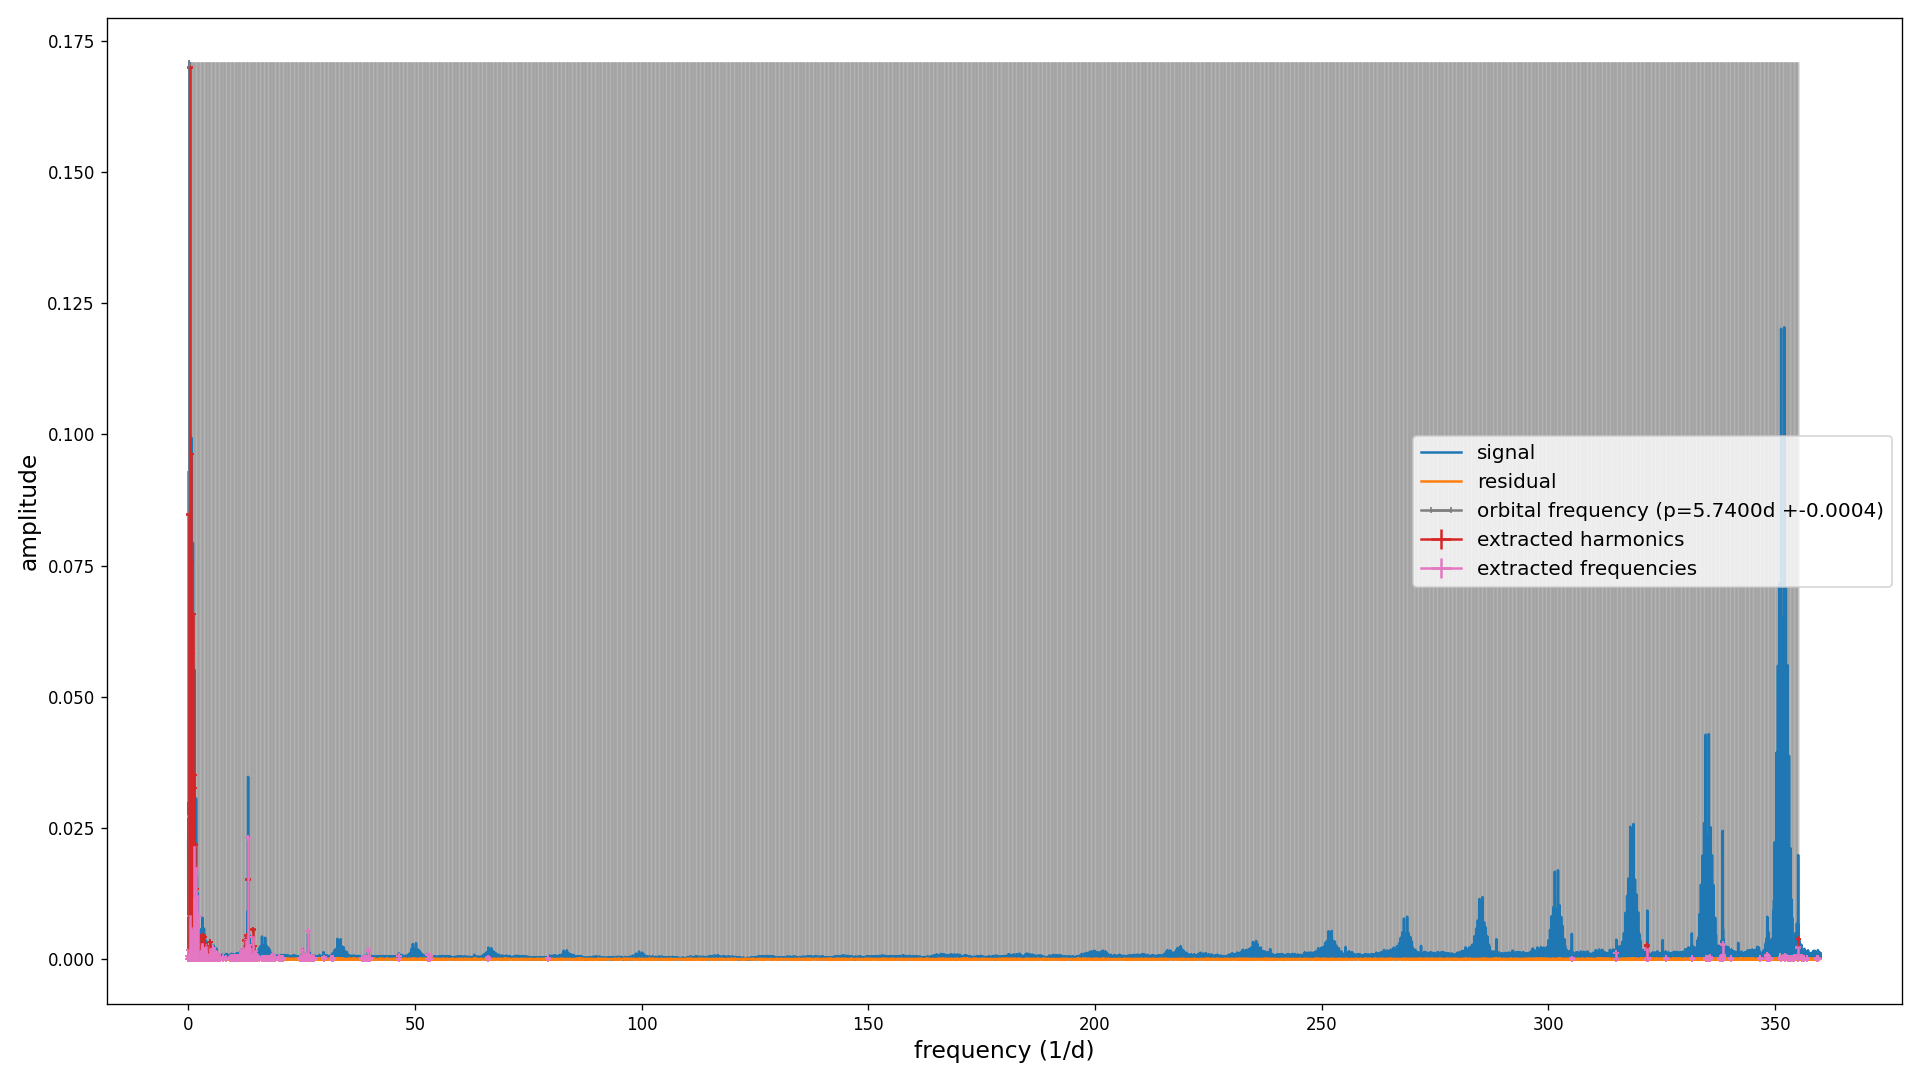 0.175
0.150
0.125
0.100
0.075
0.050
0.025
0.000
amplitude
signal
residual
orbital frequency (p=5.7400d +-0.0004)
extracted harmonics
extracted frequencies
0 50 100 150 200 250 300 350
frequency (1/d)